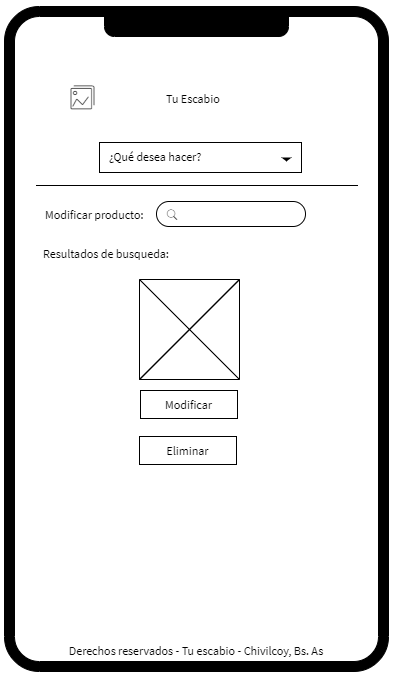 Tu Escabio
¿Qué desea hacer?
Modificar producto:
Resultados de busqueda:
Modificar
Eliminar
Derechos reservados - Tu escabio - Chivilcoy, Bs. As